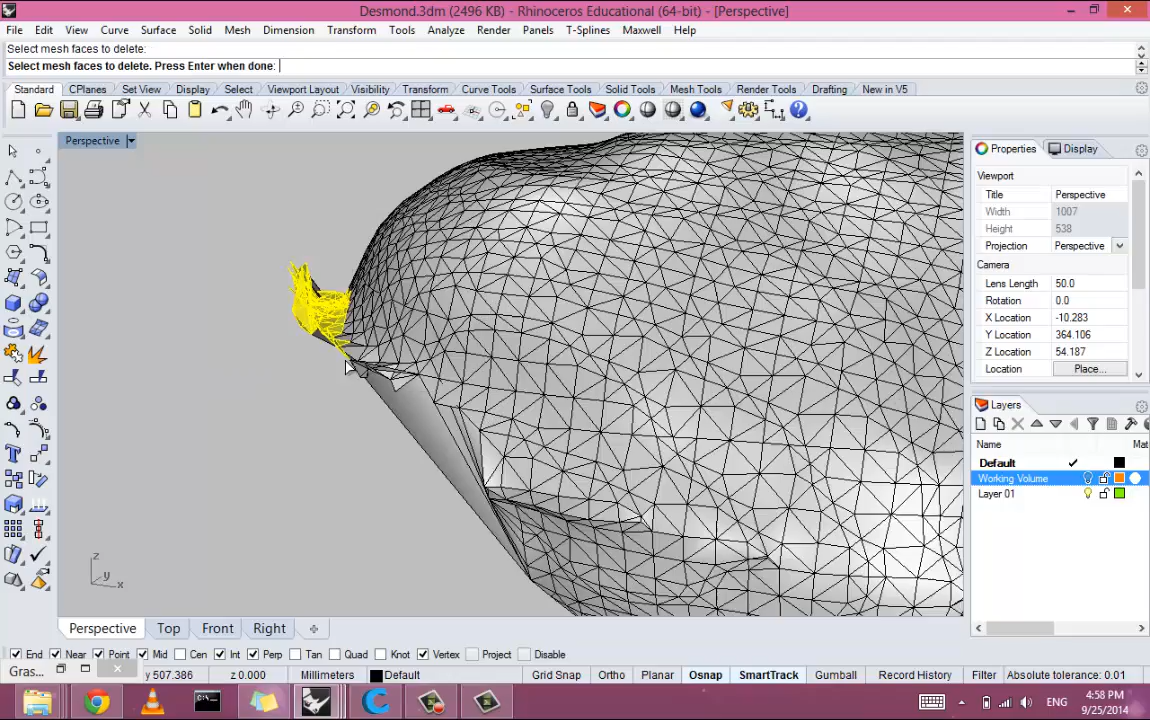 Desmond.3dm (2496 KB) - Rhinoceros Educational (64-bit) - [Perspective]
File Edit View Curve Surface Solid Mesh Dimension Transform Tools Analyze Render Panels T-Splines Maxwell Help
Select mesh faces to delete:
Select mesh faces to delete. Press Enter when done:
Standard CPlanes Set View Display Select Viewport Layout Visibility Transform Curve Tools Surface Tools Solid Tools Mesh Tools Render Tools Drafting New in V5
Perspective
Properties Display
Viewport
Title Perspective
Width 1007
Height 538
Projection Perspective
Camera
Lens Length 50.0
Rotation 0.0
X Location -10.283
Y Location 364.106
Z Location 54.187
Location Place...
Layers
Name Mat
Default
Working Volume
Layer 01
z
y x
Perspective Top Front Right
End Near Point Mid Cen Int Perp Tan Quad Knot Vertex Project Disable
Gras... y 507.386 z 0.000 Millimeters Default Grid Snap Ortho Planar Osnap SmartTrack Gumball Record History Filter Absolute tolerance: 0.01
ENG
4:58 PM
9/25/2014